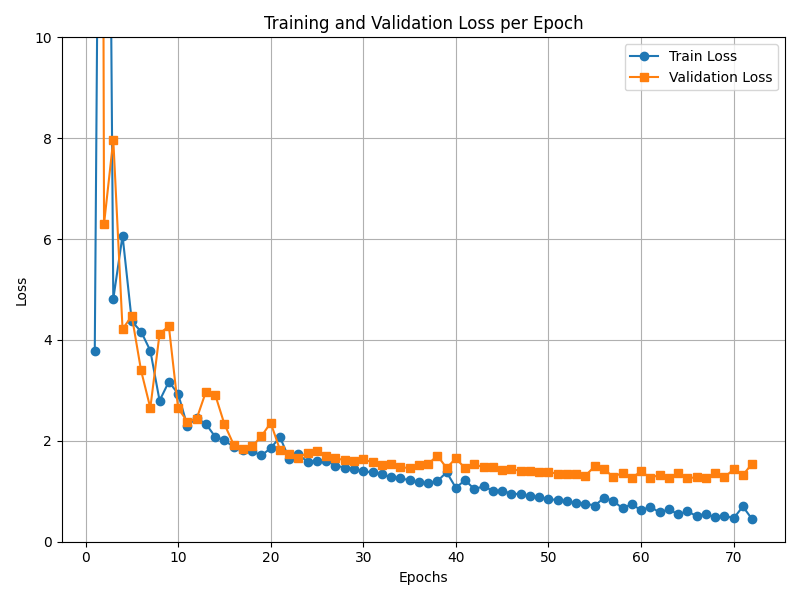 Training and Validation Loss per Epoch
Train Loss
Validation Loss
10
8
6
4
2
0
Loss
0 10 20 30 40 50 60 70
Epochs